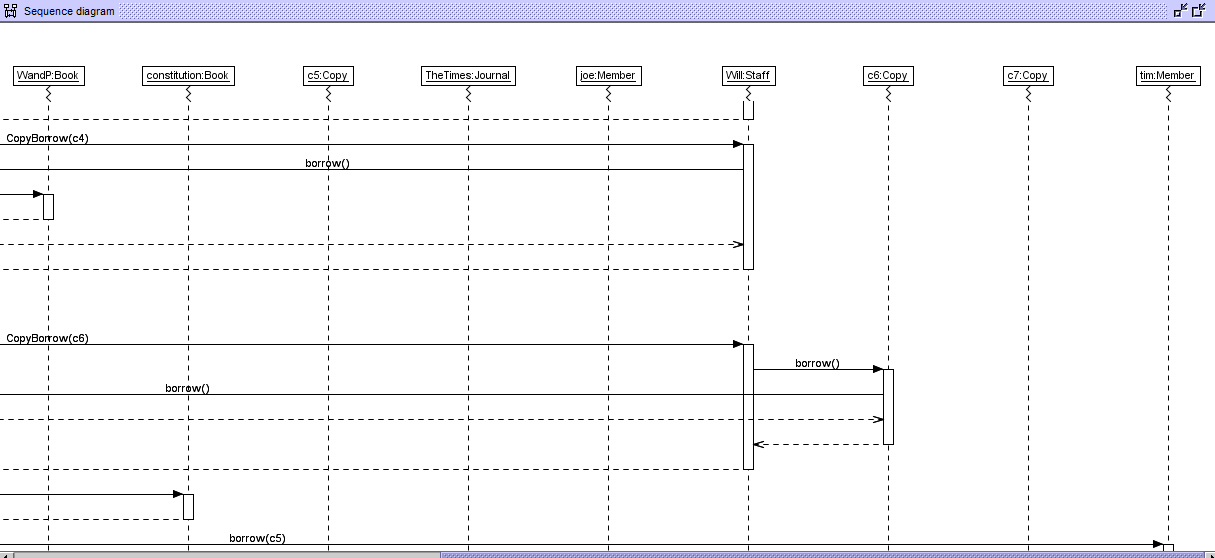 Sequence diagram
WandP:Book
constitution:Book
c5:Copy
TheTimes:Journal
joe:Member
Will:Staff
c6:Copy
c7:Copy
tim:Member
CopyBorrow(c4)
borrow()
CopyBorrow(c6)
borrow()
borrow()
borrow(c5)